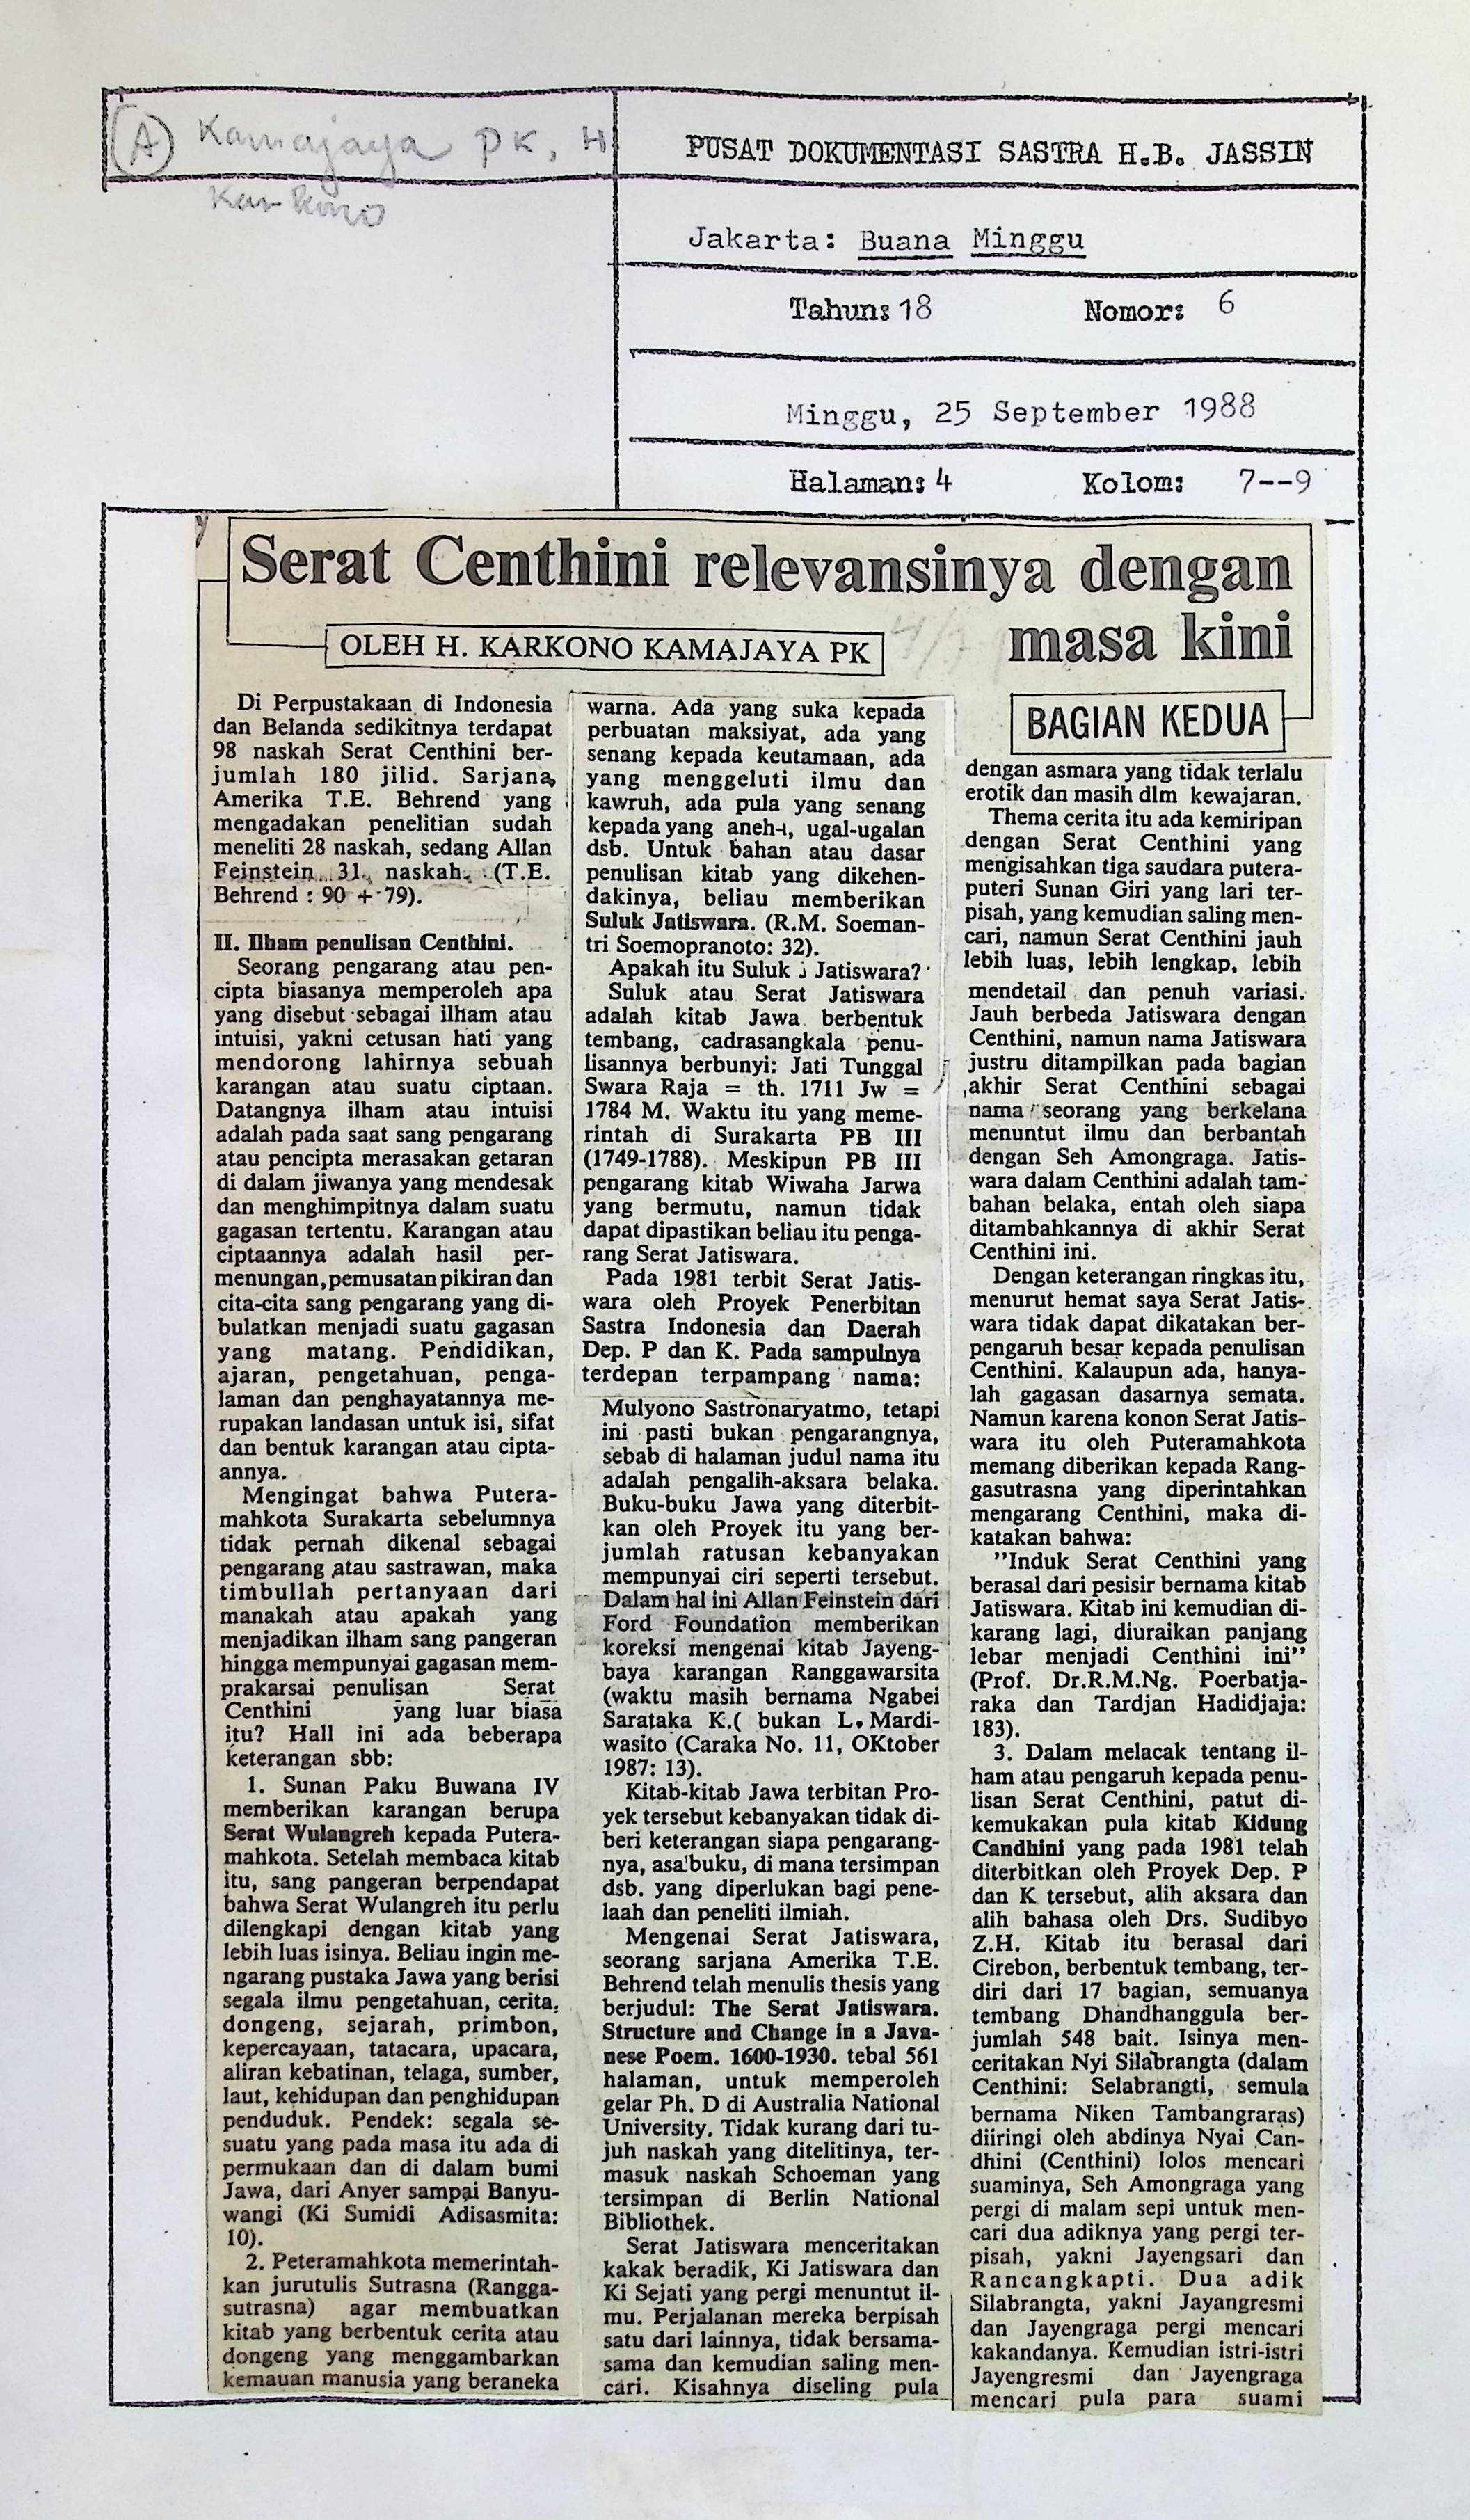 (A) Kamajaya PK, H
Karkono
PUSAT DOKUMENTASI SASTRA H.B. JASSIN
Jakarta: Buana Minggu
Tahun: 18 Nomor: 6
Minggu, 25 September 1988
Halaman: 4 Kolom: 7--9
Serat Centhini relevansinya dengan
masa kini
OLEH H. KARKONO KAMAJAYA PK
BAGIAN KEDUA
Di Perpustakaan di Indonesia
dan Belanda sedikitnya terdapat
98 naskah Serat Centhini ber-
jumlah 180 jilid. Sarjana
Amerika T.E. Behrend yang
mengadakan penelitian sudah
meneliti 28 naskah, sedang Allan
Feinstein 31 naskah. (T.E.
Behrend : 90 + 79).
II. Ilham penulisan Centhini.
Seorang pengarang atau pen-
cipta biasanya memperoleh apa
yang disebut sebagai ilham atau
intuisi, yakni cetusan hati yang
mendorong lahirnya sebuah
karangan atau suatu ciptaan.
Datangnya ilham atau intuisi
adalah pada saat sang pengarang
atau pencipta merasakan getaran
di dalam jiwanya yang mendesak
dan menghimpitnya dalam suatu
gagasan tertentu. Karangan atau
ciptaannya adalah hasil per-
menungan, pemusatan pikiran dan
cita-cita sang pengarang yang di-
bulatkan menjadi suatu gagasan
yang matang. Pendidikan,
ajaran, pengetahuan, penga-
laman dan penghayatannya me-
rupakan landasan untuk isi, sifat
dan bentuk karangan atau cipta-
annya.
Mengingat bahwa Putera-
mahkota Surakarta sebelumnya
tidak pernah dikenal sebagai
pengarang atau sastrawan, maka
timbullah pertanyaan dari
manakah atau apakah yang
menjadikan ilham sang pangeran
hingga mempunyai gagasan mem-
prakarsai penulisan Serat
Centhini yang luar biasa
itu? Hall ini ada beberapa
keterangan sbb:
1. Sunan Paku Buwana IV
memberikan karangan berupa
Serat Wulangreh kepada Putera-
mahkota. Setelah membaca kitab
itu, sang pangeran berpendapat
bahwa Serat Wulangreh itu perlu
dilengkapi dengan kitab yang
lebih luas isinya. Beliau ingin me-
ngarang pustaka Jawa yang berisi
segala ilmu pengetahuan, cerita,
dongeng, sejarah, primbon,
kepercayaan, tatacara, upacara,
aliran kebatinan, telaga, sumber,
laut, kehidupan dan penghidupan
penduduk. Pendek: segala se-
suatu yang pada masa itu ada di
permukaan dan di dalam bumi
Jawa, dari Anyer sampai Banyu-
wangi (Ki Sumidi Adisasmita:
10).
2. Peteramahkota memerintah-
kan jurutulis Sutrasna (Rangga-
sutrasna) agar membuatkan
kitab yang berbentuk cerita atau
dongeng yang menggambarkan
kemauan manusia yang beraneka
warna. Ada yang suka kepada
perbuatan maksiyat, ada yang
senang kepada keutamaan, ada
yang menggeluti ilmu dan
kawruh, ada pula yang senang
kepada yang aneh-, ugal-ugalan
dsb. Untuk bahan atau dasar
penulisan kitab yang dikehen-
dakinya, beliau memberikan
Suluk Jatiswara. (R.M. Soeman-
tri Soemopranoto: 32).
Apakah itu Suluk Jatiswara?
Suluk atau Serat Jatiswara
adalah kitab Jawa berbentuk
tembang, cadrasangkala penu-
lisannya berbunyi: Jati Tunggal
Swara Raja = th. 1711 Jw =
1784 M. Waktu itu yang meme-
rintah di Surakarta PB III
(1749-1788). Meskipun PB III
pengarang kitab Wiwaha Jarwa
yang bermutu, namun tidak
dapat dipastikan beliau itu penga-
rang Serat Jatiswara.
Pada 1981 terbit Serat Jatis-
wara oleh Proyek Penerbitan
Sastra Indonesia dan Daerah
Dep. P dan K. Pada sampulnya
terdepan terpampang nama:
Mulyono Sastronaryatmo, tetapi
ini pasti bukan pengarangnya,
sebab di halaman judul nama itu
adalah pengalih-aksara belaka.
Buku-buku Jawa yang diterbit-
kan oleh Proyek itu yang ber-
jumlah ratusan kebanyakan
mempunyai ciri seperti tersebut.
Dalam hal ini Allan Feinstein dari
Ford Foundation memberikan
koreksi mengenai kitab Jayeng-
baya karangan Ranggawarsita
(waktu masih bernama Ngabei
Sarataka K.( bukan L. Mardi-
wasito (Caraka No. 11, OKtober
1987: 13).
Kitab-kitab Jawa terbitan Pro-
yek tersebut kebanyakan tidak di-
beri keterangan siapa pengarang-
nya, asa'buku, di mana tersimpan
dsb. yang diperlukan bagi pene-
laah dan peneliti ilmiah.
Mengenai Serat Jatiswara,
seorang sarjana Amerika T.E.
Behrend telah menulis thesis yang
berjudul: The Serat Jatiswara.
Structure and Change in a Java-
nese Poem. 1600-1930. tebal 561
halaman, untuk memperoleh
gelar Ph. D di Australia National
University. Tidak kurang dari tu-
juh naskah yang ditelitinya, ter-
masuk naskah Schoeman yang
tersimpan di Berlin National
Bibliothek.
Serat Jatiswara menceritakan
kakak beradik, Ki Jatiswara dan
Ki Sejati yang pergi menuntut il-
mu. Perjalanan mereka berpisah
satu dari lainnya, tidak bersama-
sama dan kemudian saling men-
cari. Kisahnya diseling pula
dengan asmara yang tidak terlalu
erotik dan masih dlm kewajaran.
Thema cerita itu ada kemiripan
dengan Serat Centhini yang
mengisahkan tiga saudara putera-
puteri Sunan Giri yang lari ter-
pisah, yang kemudian saling men-
cari, namun Serat Centhini jauh
lebih luas, lebih lengkap, lebih
mendetail dan penuh variasi.
Jauh berbeda Jatiswara dengan
Centhini, namun nama Jatiswara
justru ditampilkan pada bagian
akhir Serat Centhini sebagai
nama seorang yang berkelana
menuntut ilmu dan berbantah
dengan Seh Amongraga. Jatis-
wara dalam Centhini adalah tam-
bahan belaka, entah oleh siapa
ditambahkannya di akhir Serat
Centhini ini.
Dengan keterangan ringkas itu,
menurut hemat saya Serat Jatis-
wara tidak dapat dikatakan ber-
pengaruh besar kepada penulisan
Centhini. Kalaupun ada, hanya-
lah gagasan dasarnya semata.
Namun karena konon Serat Jatis-
wara itu oleh Puteramahkota
memang diberikan kepada Rang-
gasutrasna yang diperintahkan
mengarang Centhini, maka di-
katakan bahwa:
"Induk Serat Centhini yang
berasal dari pesisir bernama kitab
Jatiswara. Kitab ini kemudian di-
karang lagi, diuraikan panjang
lebar menjadi Centhini ini"
(Prof. Dr.R.M.Ng. Poerbatja-
raka dan Tardjan Hadidjaja:
183).
3. Dalam melacak tentang il-
ham atau pengaruh kepada penu-
lisan Serat Centhini, patut di-
kemukakan pula kitab Kidung
Candhini yang pada 1981 telah
diterbitkan oleh Proyek Dep. P
dan K tersebut, alih aksara dan
alih bahasa oleh Drs. Sudibyo
Z.H. Kitab itu berasal dari
Cirebon, berbentuk tembang, ter-
diri dari 17 bagian, semuanya
tembang Dhandhanggula ber-
jumlah 548 bait. Isinya men-
ceritakan Nyi Silabrangta (dalam
Centhini: Selabrangti, semula
bernama Niken Tambangraras)
diiringi oleh abdinya Nyai Can-
dhini (Centhini) lolos mencari
suaminya, Seh Amongraga yang
pergi di malam sepi untuk men-
cari dua adiknya yang pergi ter-
pisah, yakni Jayengsari dan
Rancangkapti. Dua adik
Silabrangta, yakni Jayangresmi
dan Jayengraga pergi mencari
kakandanya. Kemudian istri-istri
Jayengresmi dan Jayengraga
mencari pula para suami